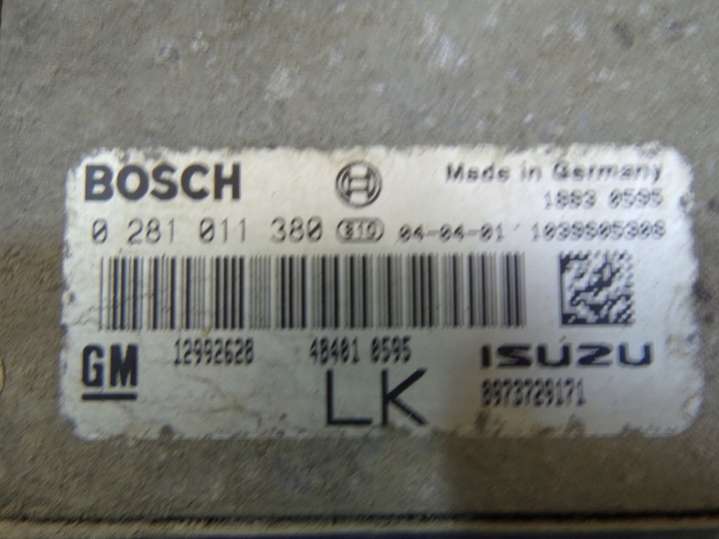 BOSCH Made in Germany
1883 0595
0 281 011 380 04-04-01 1039S05308
GM 12992628 48401 0595 ISUZU
LK 8973729171